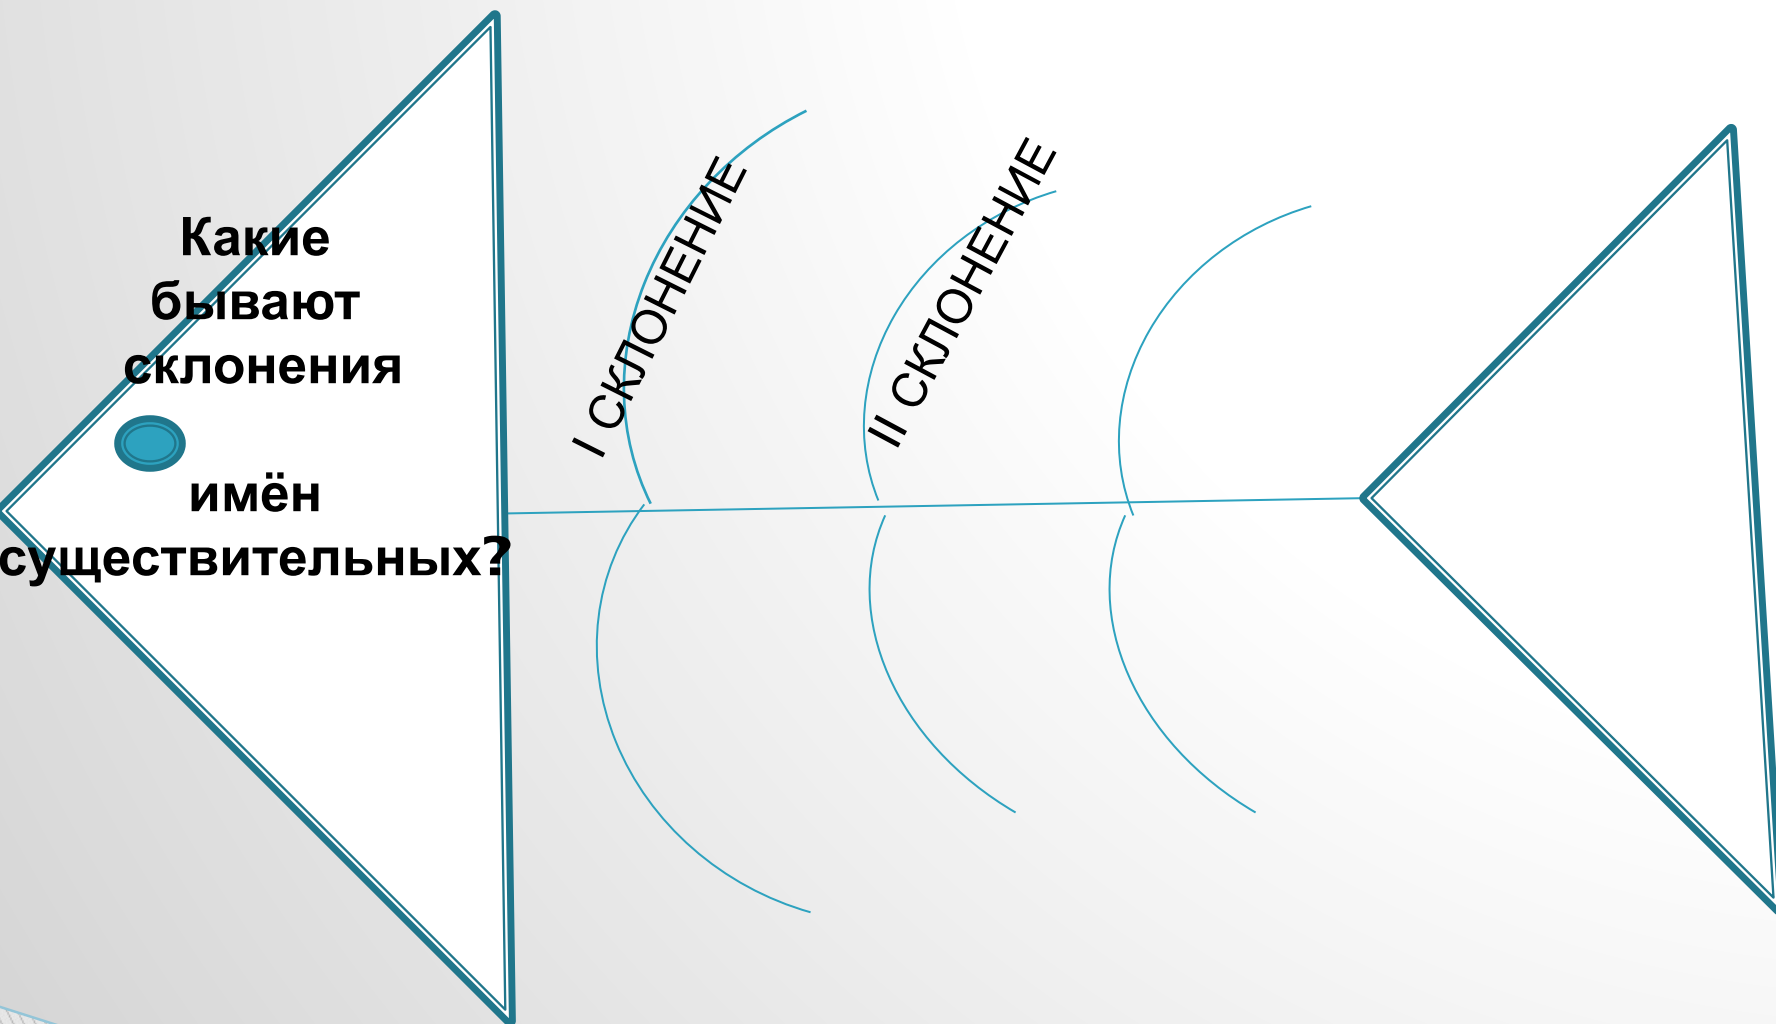 Какие
бывают
склонения
имён
существительных?
I СКЛОНЕНИЕ
II СКЛОНЕНИЕ